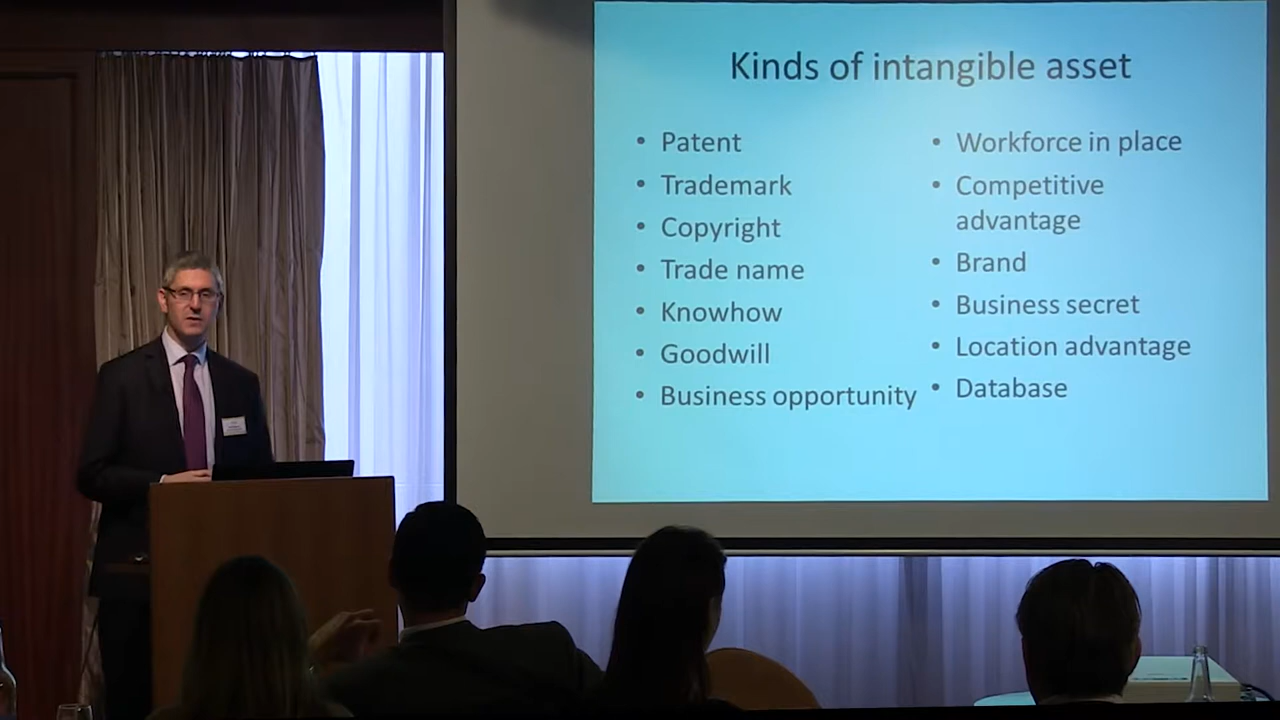 Kinds of intangible asset
• Patent
• Trademark
• Copyright
• Trade name
• Knowhow
• Goodwill
• Business opportunity
• Workforce in place
• Competitive
advantage
• Brand
• Business secret
• Location advantage
• Database